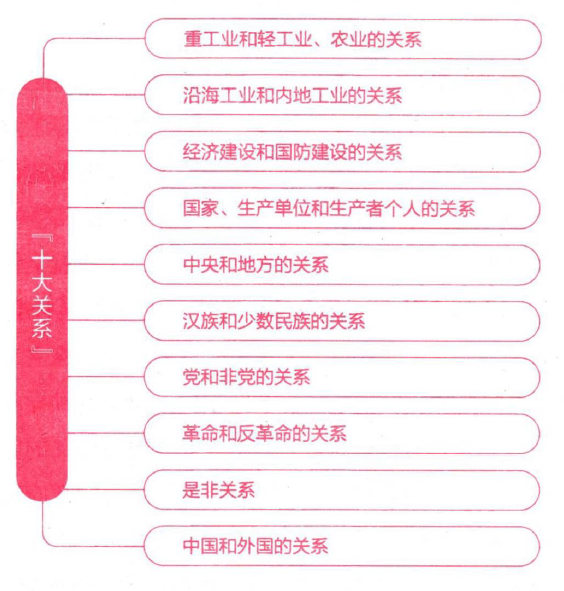 重工业和轻工业、农业的关系
沿海工业和内地工业的关系
经济建设和国防建设的关系
国家、生产单位和生产者个人的关系
『十大关系』
中央和地方的关系
汉族和少数民族的关系
党和非党的关系
革命和反革命的关系
是非关系
中国和外国的关系